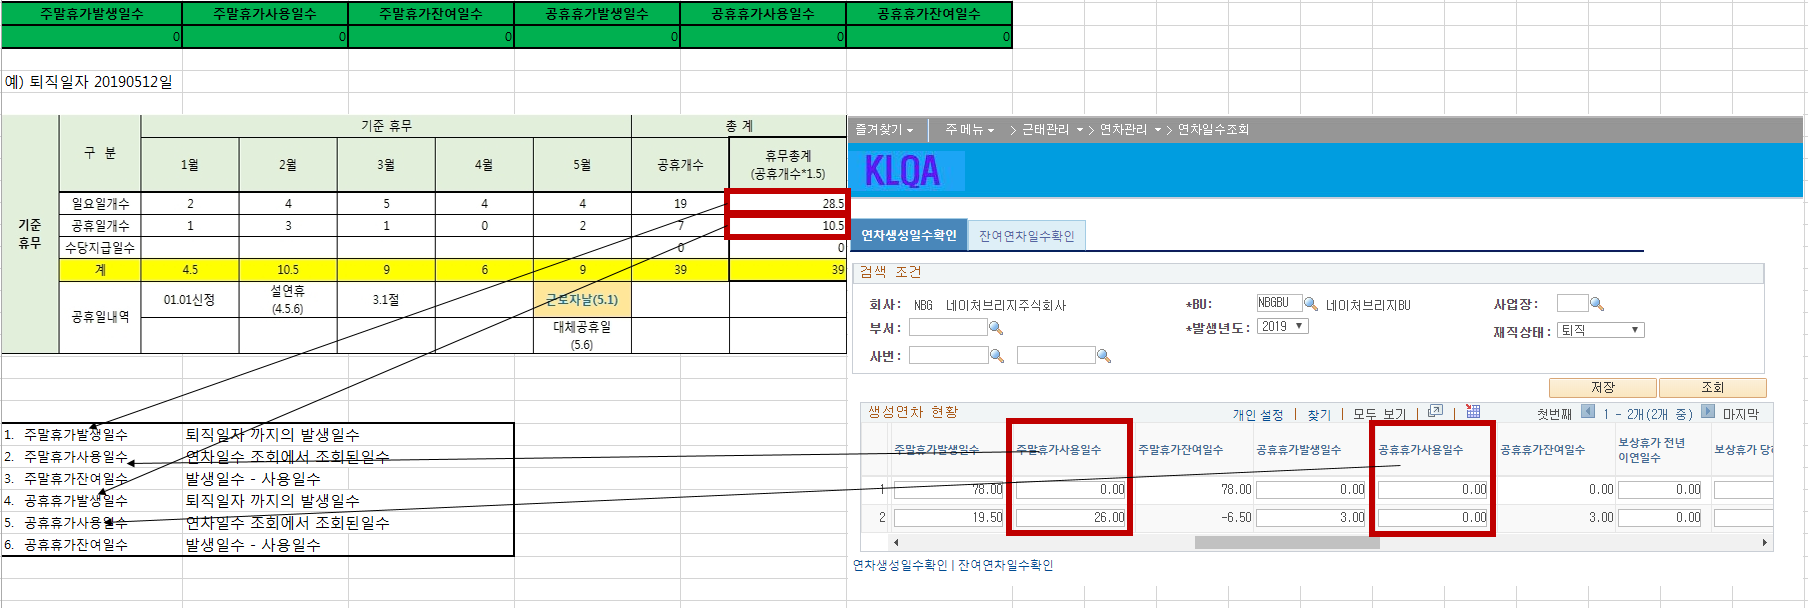 주말휴가발생일수 주말휴가사용일수 주말휴가잔여일수 공휴휴가발생일수 공휴휴가사용일수 공휴휴가잔여일수
0 0 0 0 0 0
예) 퇴직일자 20190512일
구 분 기준 휴무 총 계
1월 2월 3월 4월 5월 공휴개수 휴무총계
(공휴개수*1.5)
기준
휴무
일요일개수 2 4 5 4 4 19 28.5
공휴일개수 1 3 1 0 2 7 10.5
수당지급일수 0 0
계 4.5 10.5 9 6 9 39 39
공휴일내역 01.01신정 설연휴
(4.5.6) 3.1절 근로자날(5.1)
대체공휴일
(5.6)
1. 주말휴가발생일수 퇴직일자 까지의 발생일수
2. 주말휴가사용일수 연차일수 조회에서 조회된일수
3. 주말휴가잔여일수 발생일수 - 사용일수
4. 공휴휴가발생일수 퇴직일자 까지의 발생일수
5. 공휴휴가사용일수 연차일수 조회에서 조회된일수
6. 공휴휴가잔여일수 발생일수 - 사용일수
즐겨찾기 주 메뉴 > 근태관리 > 연차관리 > 연차일수조회
KLQA
연차생성일수확인 잔여연차일수확인
검색 조건
회사: NBG 네이처브리지주식회사 *BU: NBGBU 네이처브리지BU 사업장:
부서: *발생년도: 2019 재직상태: 퇴직
사번:
저장 조회
생성연차 현황 개인 설정 | 찾기 | 모두 보기 | | 첫번째 1 - 2개(2개 중) 마지막
주말휴가발생일수 주말휴가사용일수 주말휴가잔여일수 공휴휴가발생일수 공휴휴가사용일수 공휴휴가잔여일수 보상휴가 전년
이연일수 보상휴가 당해
1 78.00 0.00 78.00 0.00 0.00 0.00 0.00
2 19.50 26.00 -6.50 3.00 0.00 3.00 0.00
연차생성일수확인 | 잔여연차일수확인